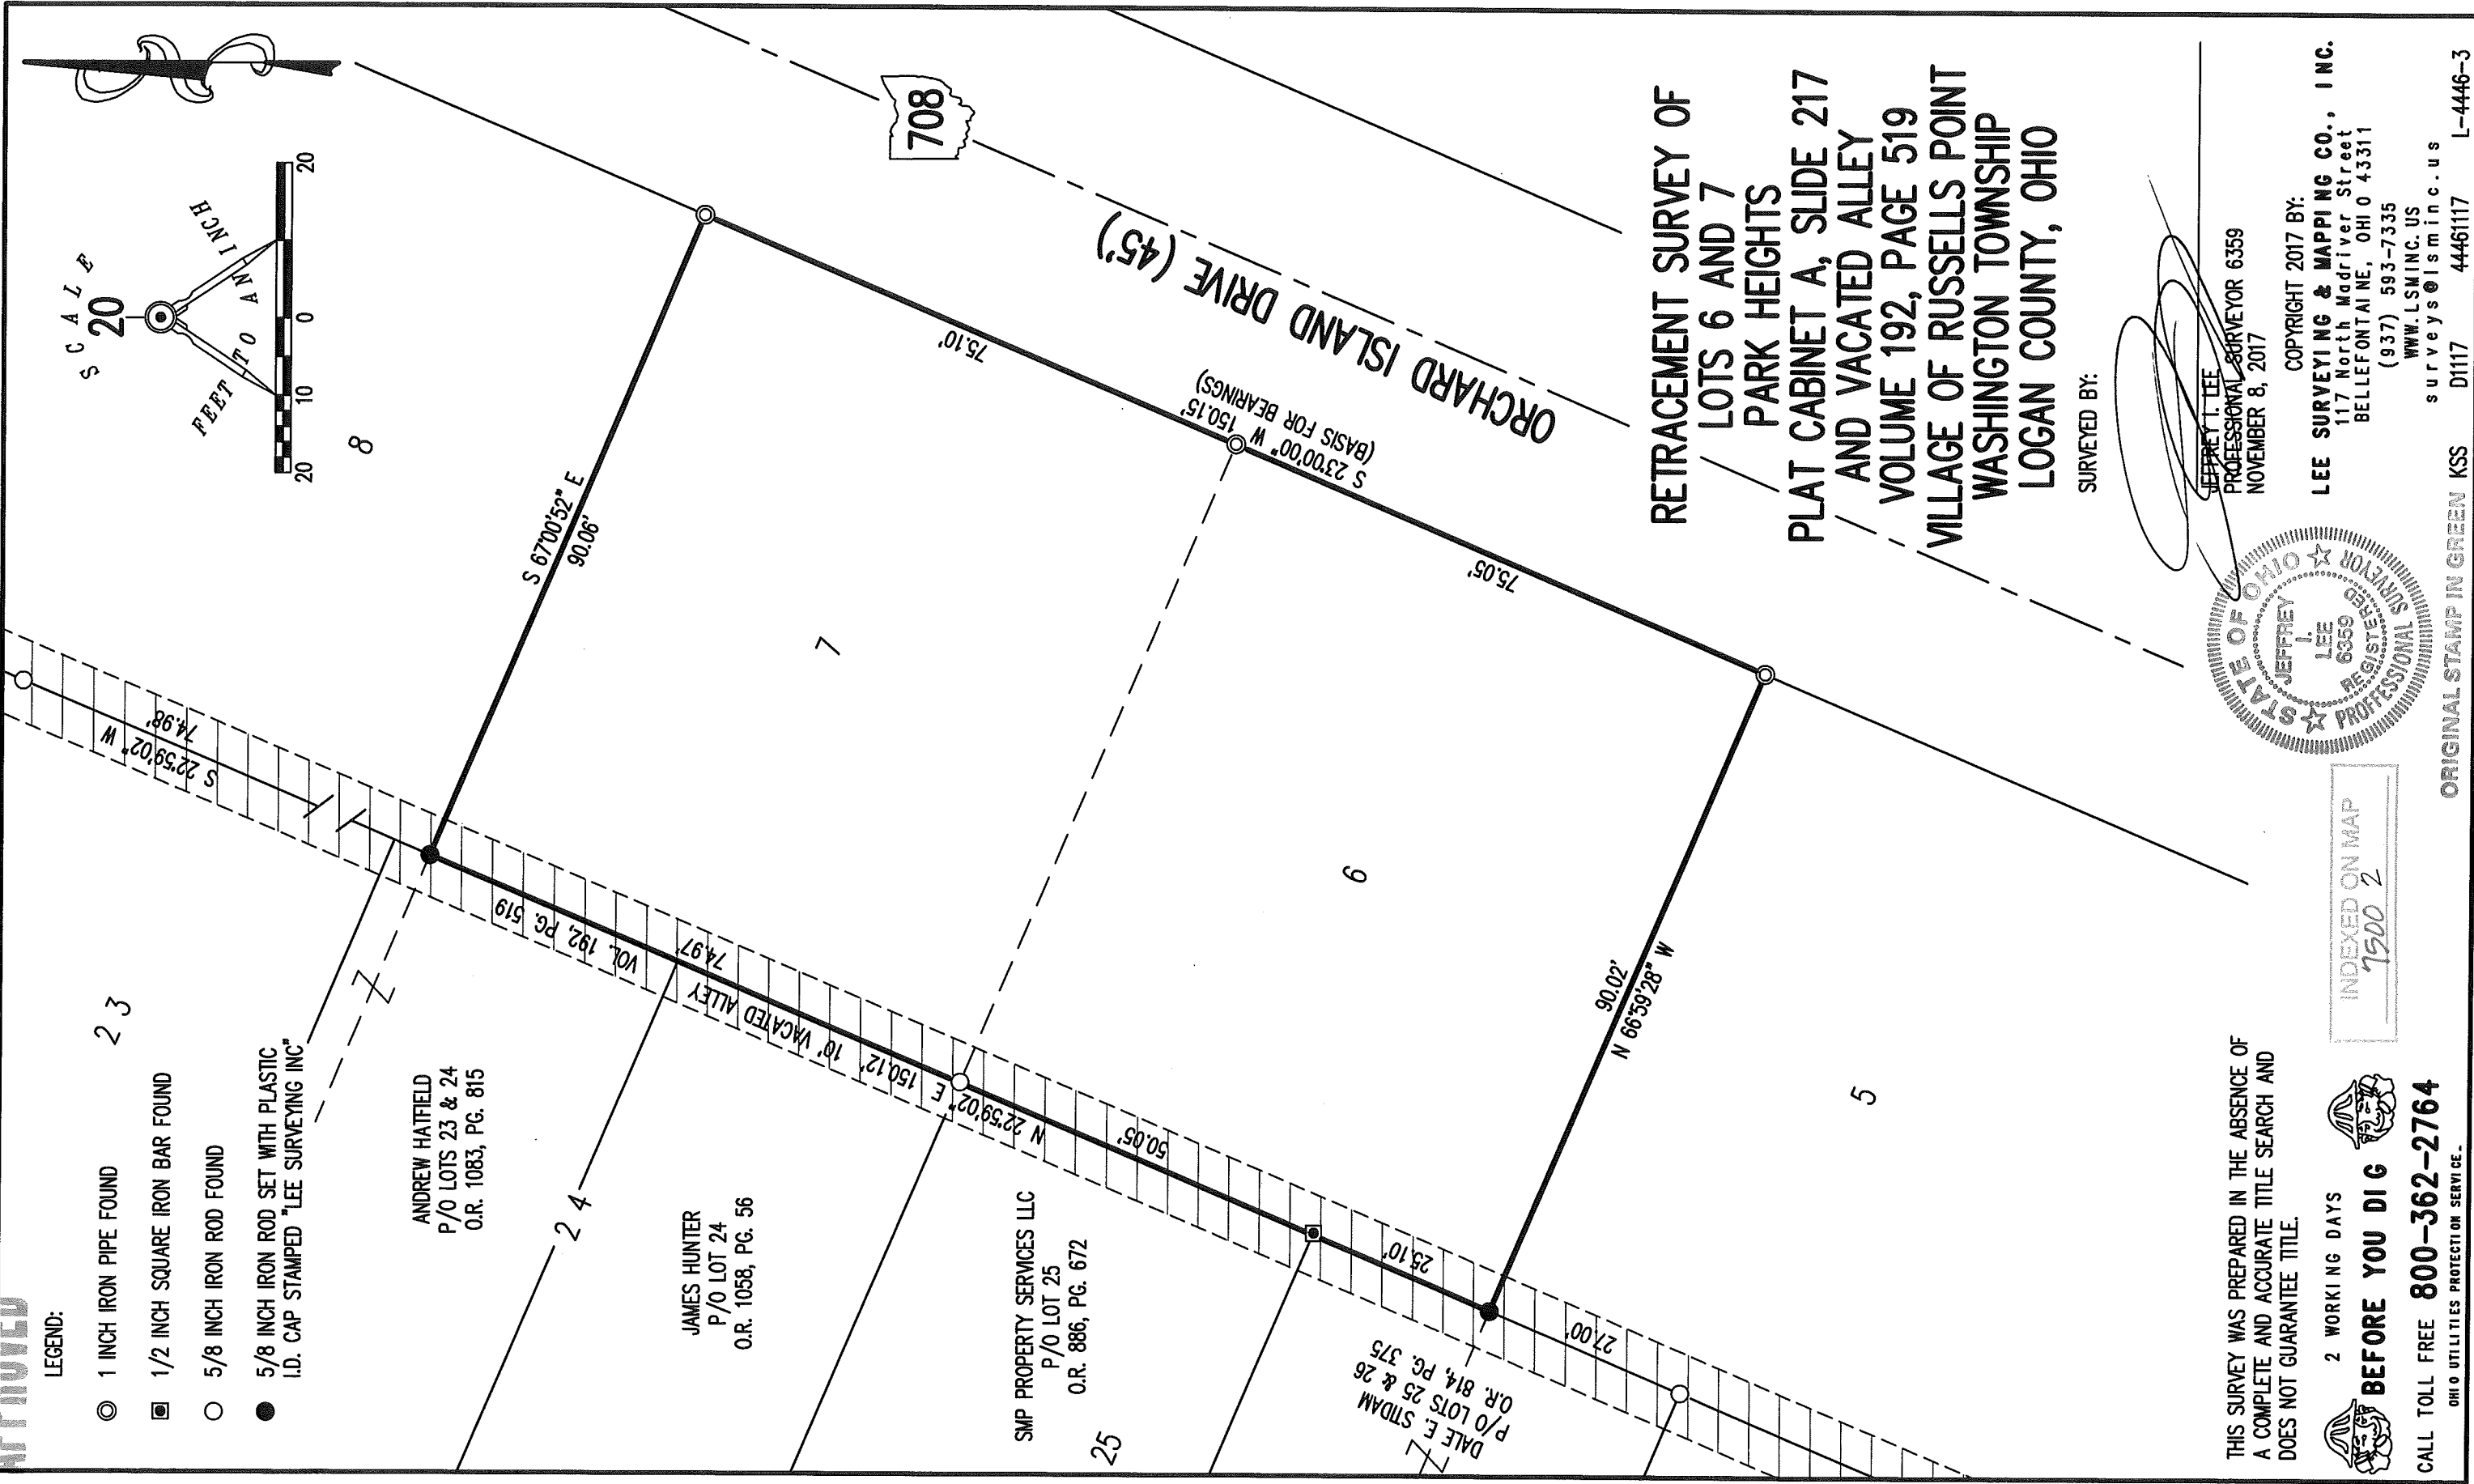 APPROVED
LEGEND:
1 INCH IRON PIPE FOUND
1/2 INCH SQUARE IRON BAR FOUND
5/8 INCH IRON ROD FOUND
5/8 INCH IRON ROD SET WITH PLASTIC
I.D. CAP STAMPED "LEE SURVEYING INC"
23
S 22°59'02" W
74.98'
8
SCALE
20
FEET TO AN INCH
20 10 0 20
ANDREW HATFIELD
P/O LOTS 23 & 24
O.R. 1083, PG. 815
24
JAMES HUNTER
P/O LOT 24
O.R. 1058, PG. 56
SMP PROPERTY SERVICES LLC
P/O LOT 25
O.R. 886, PG. 672
25
DALE E. STIDAM
P/O LOTS 25 & 26
O.R. 814, PG. 375
VOL. 192, PG. 519
10' VACATED ALLEY
74.97'
N 22°59'02" E 150.12'
50.05'
25.10'
27.00'
S 67°00'52" E
90.06'
7
6
5
90.02'
N 66°59'28" W
75.10'
S 23°00'00" W 150.15'
(BASIS FOR BEARINGS)
75.05'
ORCHARD ISLAND DRIVE (45')
708
RETRACEMENT SURVEY OF
LOTS 6 AND 7
PARK HEIGHTS
PLAT CABINET A, SLIDE 217
AND VACATED ALLEY
VOLUME 192, PAGE 519
VILLAGE OF RUSSELLS POINT
WASHINGTON TOWNSHIP
LOGAN COUNTY, OHIO
SURVEYED BY:
JEFFREY I. LEE
PROFESSIONAL SURVEYOR 6359
NOVEMBER 8, 2017
COPYRIGHT 2017 BY:
LEE SURVEYING & MAPPING CO., INC.
117 North Madriver Street
BELLEFONTAINE, OHIO 43311
(937) 593-7335
WWW.LSMINC.US
surveys@lsminc.us
KSS D1117 4461117 L-4446-3
STATE OF OHIO
JEFFREY
I.
LEE
6359
REGISTERED
PROFESSIONAL SURVEYOR
ORIGINAL STAMP IN GREEN
INDEXED ON MAP
7500 2
THIS SURVEY WAS PREPARED IN THE ABSENCE OF
A COMPLETE AND ACCURATE TITLE SEARCH AND
DOES NOT GUARANTEE TITLE.
2 WORKING DAYS
BEFORE YOU DIG
CALL TOLL FREE 800-362-2764
OHIO UTILITIES PROTECTION SERVICE.